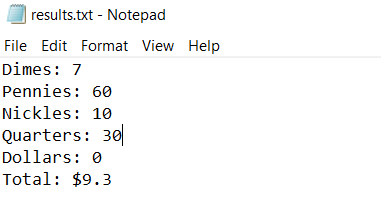 results.txt - Notepad
File Edit Format View Help
Dimes: 7
Pennies: 60
Nickles: 10
Quarters: 30
Dollars: 0
Total: $9.3